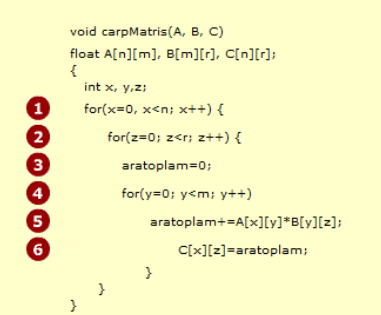 void carpMatris(A, B, C)
float A[n][m], B[m][r], C[n][r];
{
int x, y,z;
1 for(x=0, x<n; x++) {
2 for(z=0; z<r; z++) {
3 aratoplam=0;
4 for(y=0; y<m; y++)
5 aratoplam+=A[x][y]*B[y][z];
6 C[x][z]=aratoplam;
}
}
}